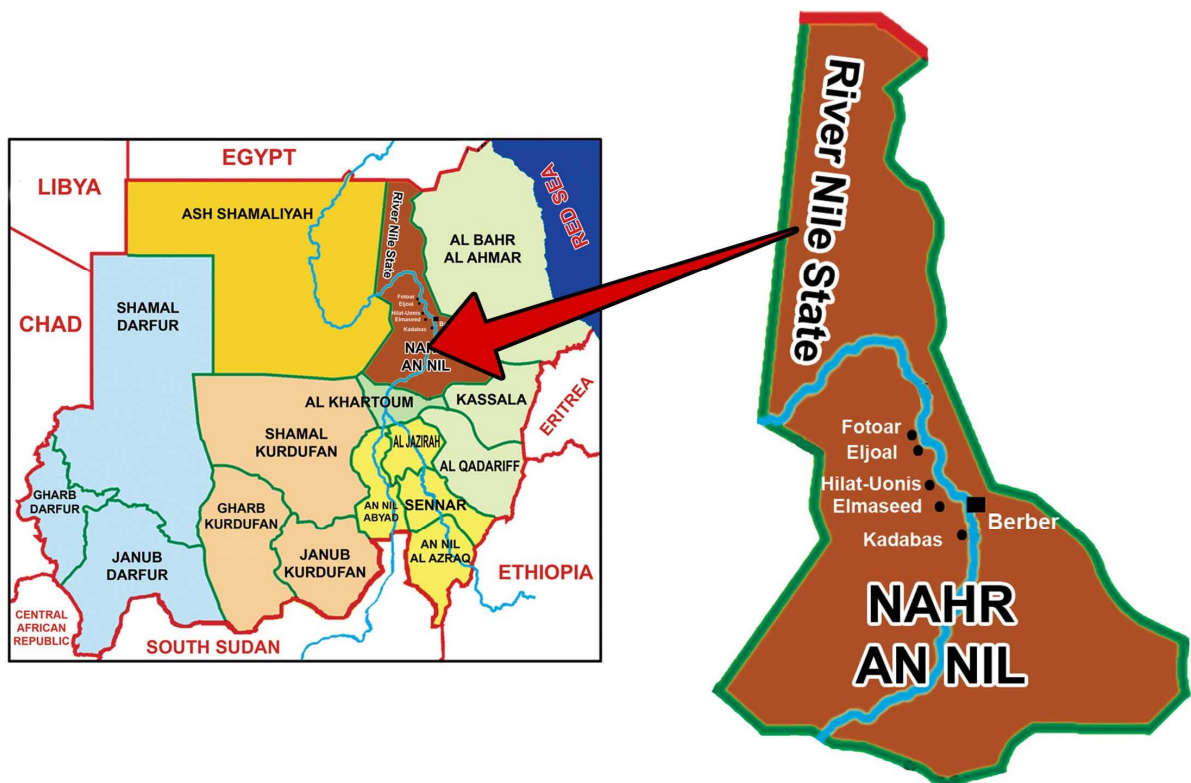 EGYPT
LIBYA
ASH SHAMALIYAH
River Nile State
AL BAHR
AL AHMAR
RED SEA
SHAMAL
DARFUR
CHAD
Fotoar
Eljoal
Hilat-Uonis
Elmaseed
Kadabas
NAHR
AN NIL
AL KHARTOUM
KASSALA
ERITREA
SHAMAL
KURDUFAN
AL JAZIRAH
AL QADARIFF
GHARB
DARFUR
GHARB
KURDUFAN
AN NIL
ABYAD
SENNAR
JANUB
DARFUR
JANUB
KURDUFAN
AN NIL
AL AZRAQ
ETHIOPIA
CENTRAL
AFRICAN
REPUBLIC
SOUTH SUDAN
River Nile State
Fotoar
Eljoal
Hilat-Uonis
Elmaseed
Berber
Kadabas
NAHR
AN NIL